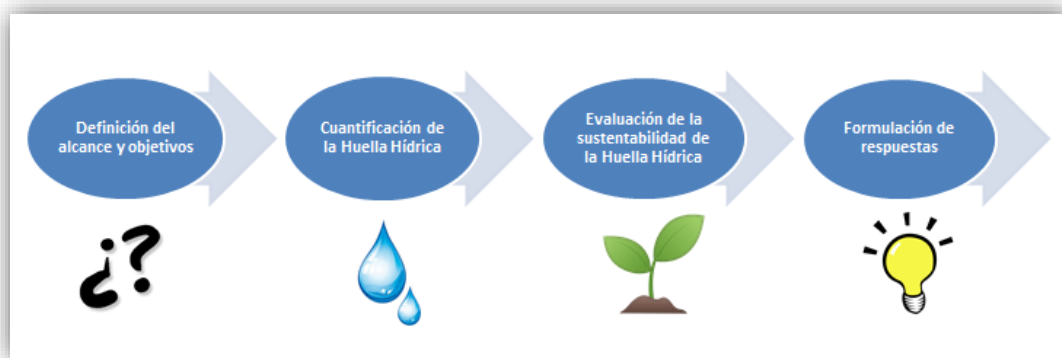 Definición del
alcance y objetivos
Cuantificación de
la Huella Hídrica
Evaluación de la
sustentabilidad de
la Huella Hídrica
Formulación de
respuestas
¿?